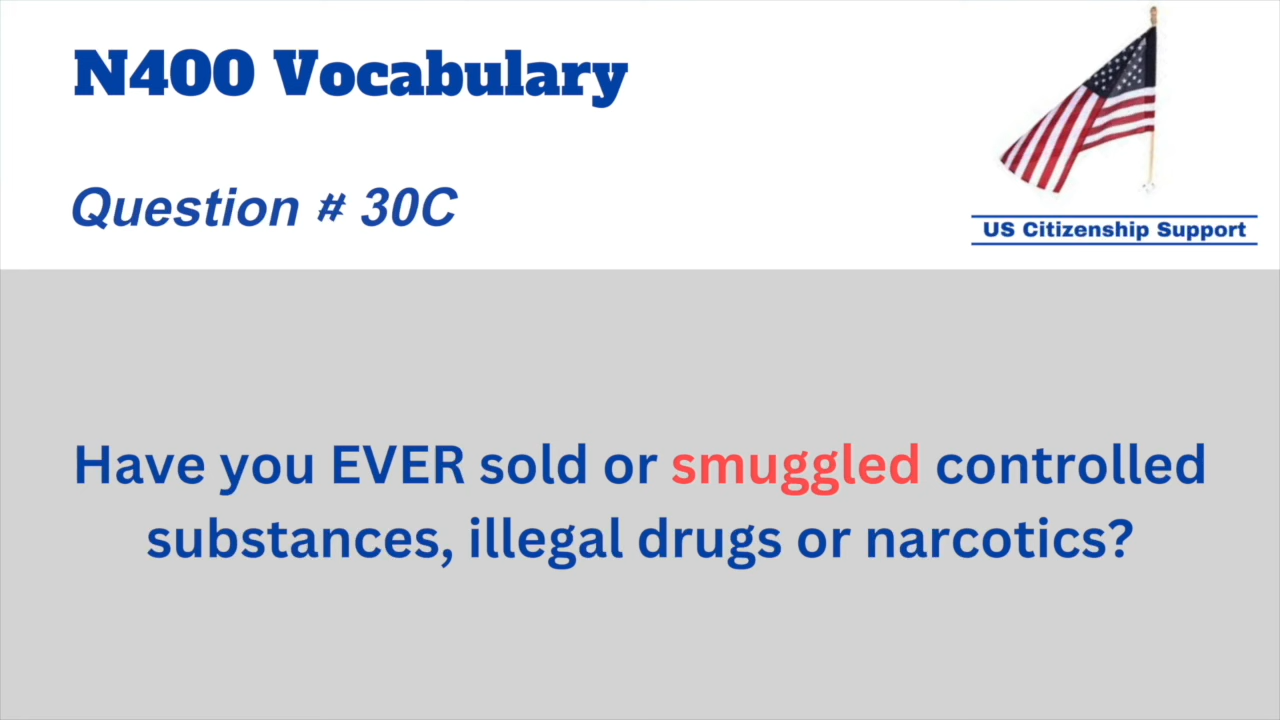 N400 Vocabulary
Question # 30C
US Citizenship Support
Have you EVER sold or smuggled controlled
substances, illegal drugs or narcotics?